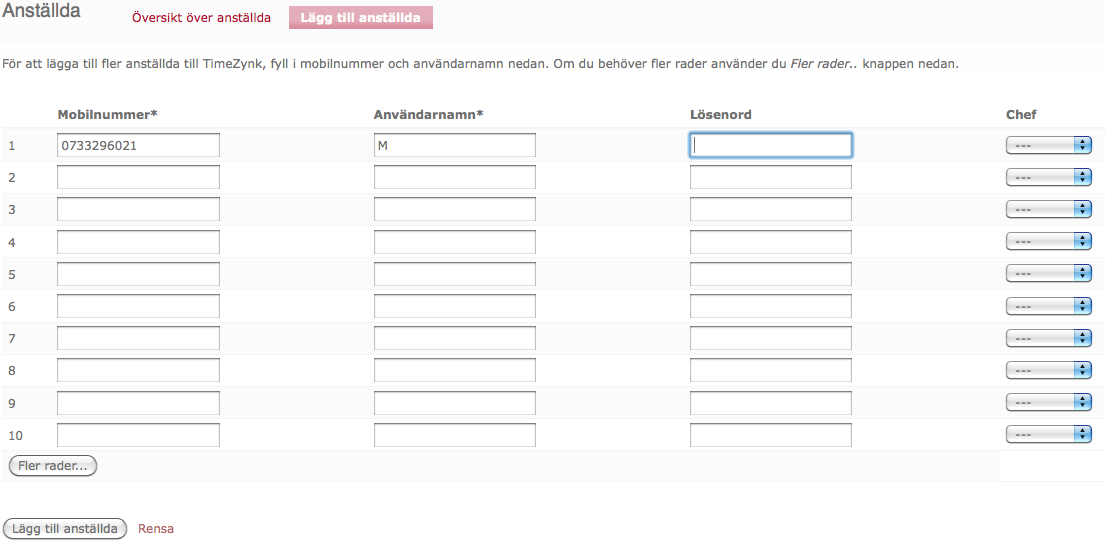 Anställda Översikt över anställda Lägg till anställda
För att lägga till fler anställda till TimeZynk, fyll i mobilnummer och användarnamn nedan. Om du behöver fler rader använder du Fler rader.. knappen nedan.
Mobilnummer* Användarnamn* Lösenord Chef
1 0733296021 M ---
2 ---
3 ---
4 ---
5 ---
6 ---
7 ---
8 ---
9 ---
10 ---
Fler rader...
Lägg till anställda Rensa